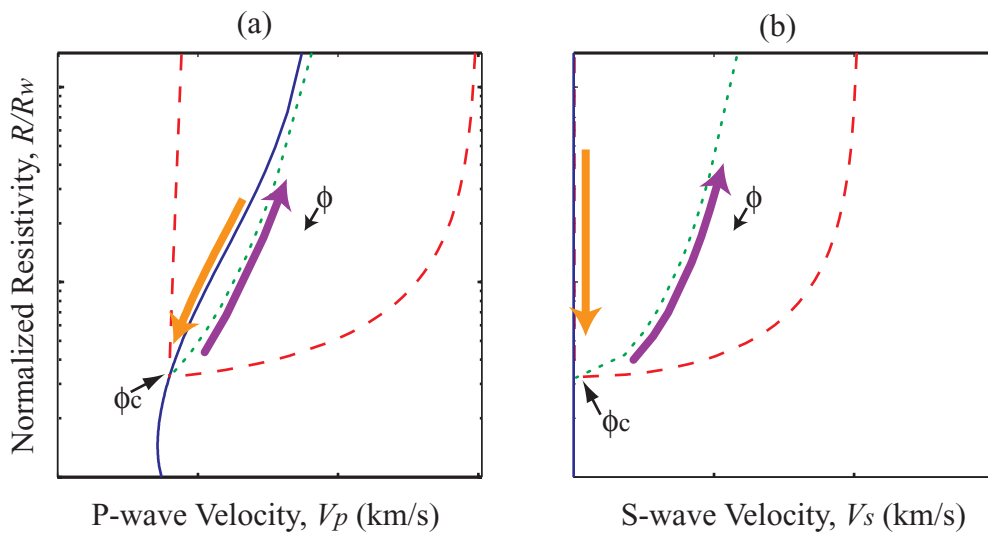 (a)
(b)
Normalized Resistivity, R/Rw
ϕ
ϕc
ϕ
ϕc
P-wave Velocity, Vp (km/s)
S-wave Velocity, Vs (km/s)